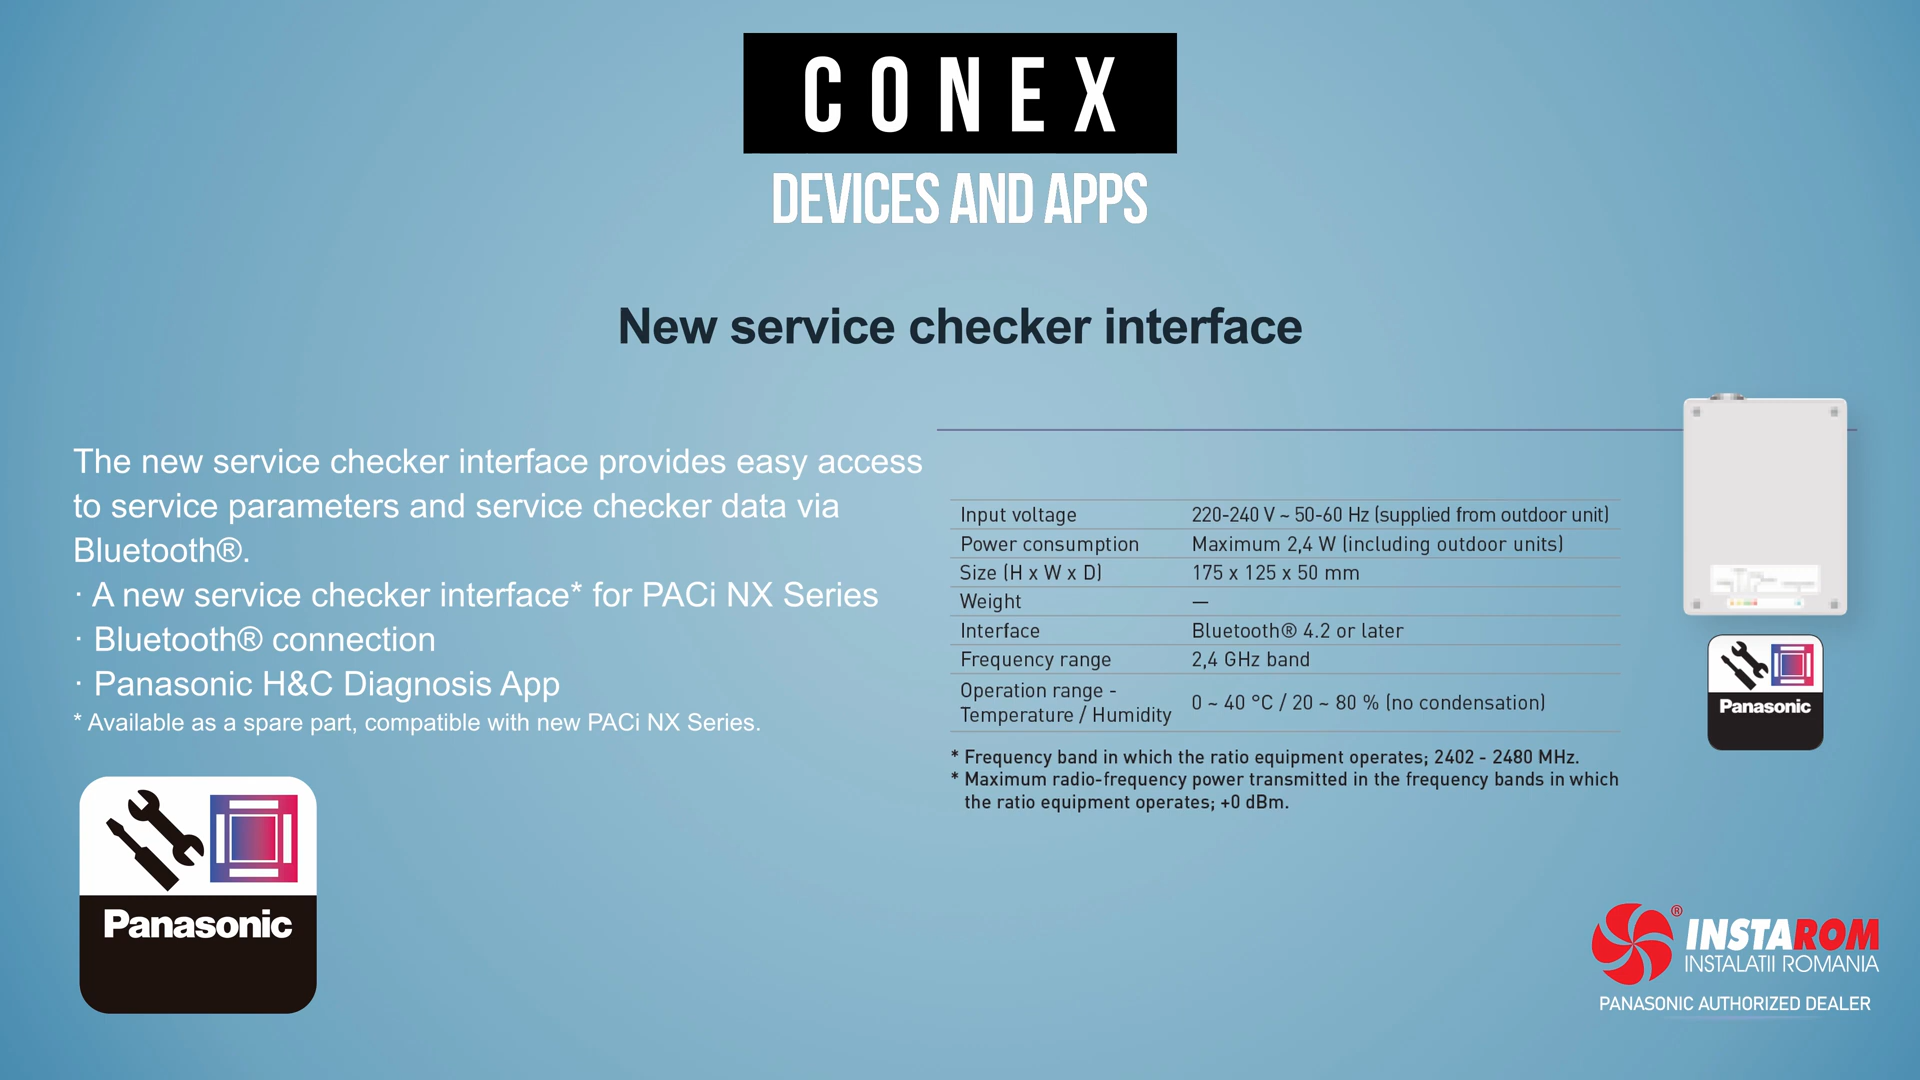 CONEX
DEVICES AND APPS
New service checker interface
The new service checker interface provides easy access
to service parameters and service checker data via
Bluetooth®.
· A new service checker interface* for PACi NX Series
· Bluetooth® connection
· Panasonic H&C Diagnosis App
* Available as a spare part, compatible with new PACi NX Series.
Panasonic
Input voltage 220-240 V ~ 50-60 Hz (supplied from outdoor unit)
Power consumption Maximum 2,4 W (including outdoor units)
Size (H x W x D) 175 x 125 x 50 mm
Weight —
Interface Bluetooth® 4.2 or later
Frequency range 2,4 GHz band
Operation range -
Temperature / Humidity 0 ~ 40 °C / 20 ~ 80 % (no condensation)
* Frequency band in which the ratio equipment operates; 2402 - 2480 MHz.
* Maximum radio-frequency power transmitted in the frequency bands in which
the ratio equipment operates; +0 dBm.
Panasonic
® INSTAROM
INSTALATII ROMANIA
PANASONIC AUTHORIZED DEALER